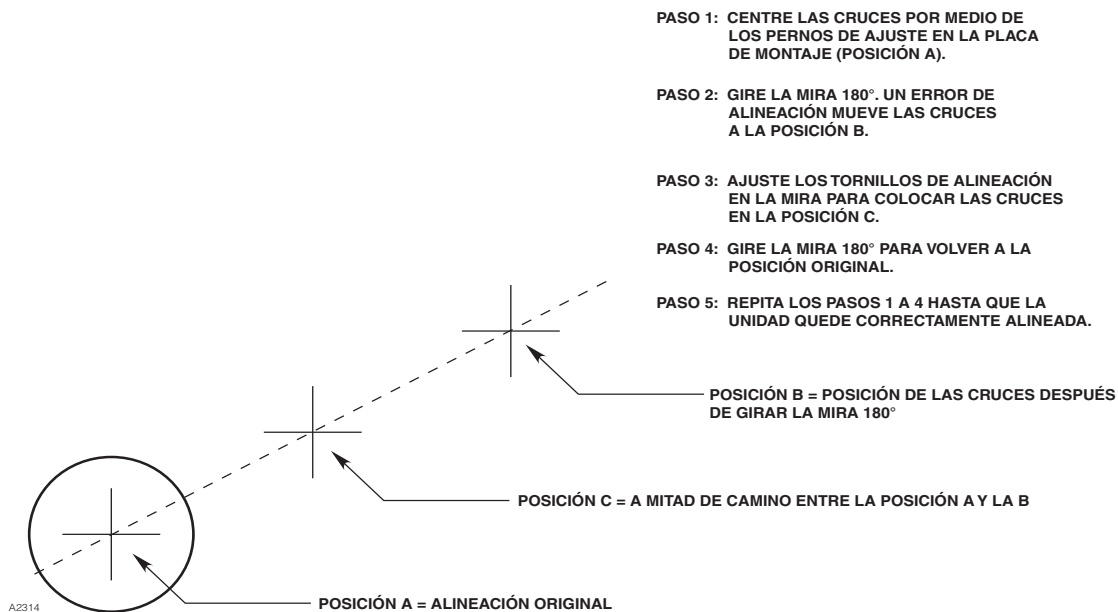 PASO 1: CENTRE LAS CRUCES POR MEDIO DE
LOS PERNOS DE AJUSTE EN LA PLACA
DE MONTAJE (POSICIÓN A).
PASO 2: GIRE LA MIRA 180°. UN ERROR DE
ALINEACIÓN MUEVE LAS CRUCES
A LA POSICIÓN B.
PASO 3: AJUSTE LOS TORNILLOS DE ALINEACIÓN
EN LA MIRA PARA COLOCAR LAS CRUCES
EN LA POSICIÓN C.
PASO 4: GIRE LA MIRA 180° PARA VOLVER A LA
POSICIÓN ORIGINAL.
PASO 5: REPITA LOS PASOS 1 A 4 HASTA QUE LA
UNIDAD QUEDE CORRECTAMENTE ALINEADA.
POSICIÓN B = POSICIÓN DE LAS CRUCES DESPUÉS
DE GIRAR LA MIRA 180°
POSICIÓN C = A MITAD DE CAMINO ENTRE LA POSICIÓN A Y LA B
POSICIÓN A = ALINEACIÓN ORIGINAL
A2314